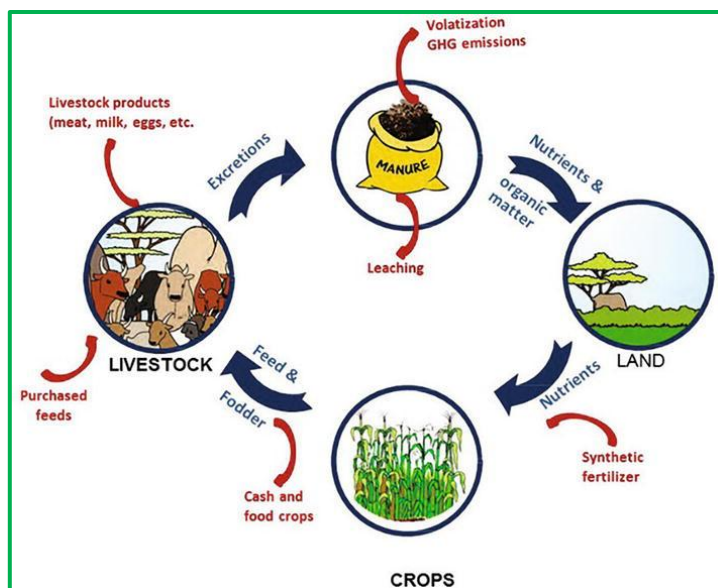 Volatization
GHG emissions
Livestock products
(meat, milk, eggs, etc.
Excretions
MANURE
Nutrients &
organic
matter
Leaching
LIVESTOCK
LAND
Purchased
feeds
Feed &
Fodder
Nutrients
Synthetic
fertilizer
Cash and
food crops
CROPS